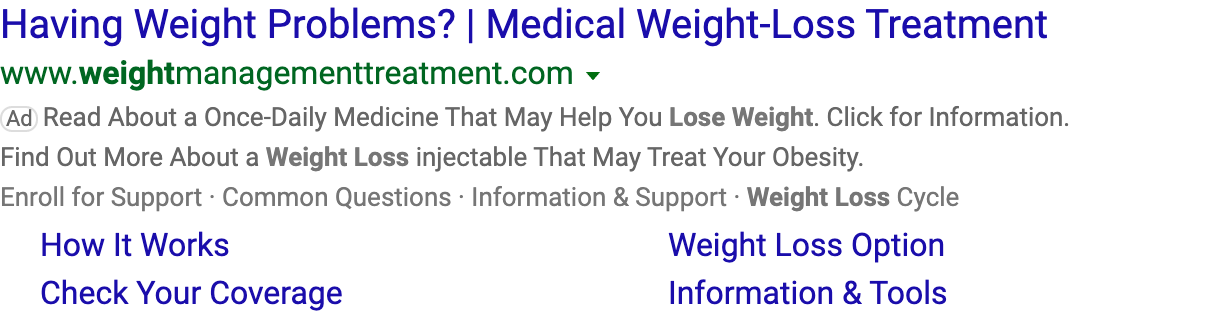 Having Weight Problems? | Medical Weight-Loss Treatment
www.weightmanagementtreatment.com
Ad Read About a Once-Daily Medicine That May Help You Lose Weight. Click for Information.
Find Out More About a Weight Loss injectable That May Treat Your Obesity.
Enroll for Support · Common Questions · Information & Support · Weight Loss Cycle
How It Works Weight Loss Option
Check Your Coverage Information & Tools